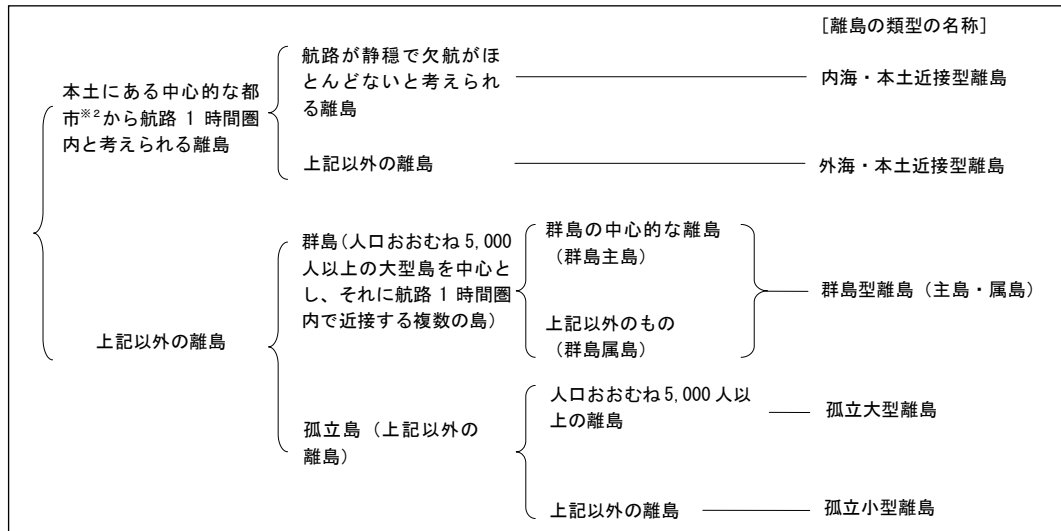 [離島の類型の名称]
本土にある中心的な都
市※2から航路 1 時間圏
内と考えられる離島
航路が静穏で欠航がほ
とんどないと考えられ
る離島
内海・本土近接型離島
上記以外の離島
外海・本土近接型離島
上記以外の離島
群島(人口おおむね 5,000
人以上の大型島を中心と
し、それに航路 1 時間圏
内で近接する複数の島)
群島の中心的な離島
(群島主島)
上記以外のもの
(群島属島)
群島型離島(主島・属島)
孤立島(上記以外の
離島)
人口おおむね 5,000 人以
上の離島
孤立大型離島
上記以外の離島
孤立小型離島